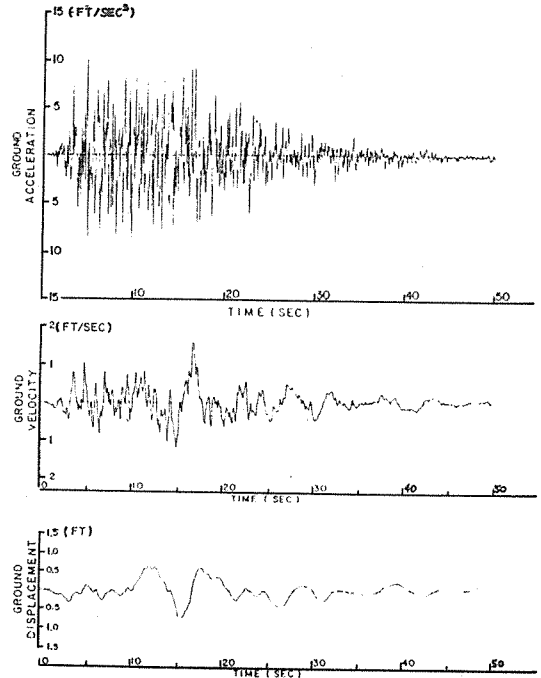 15 (FT/SEC²)
10
5
5
10
15
GROUND
ACCELERATION
10 20 30 40 50
TIME (SEC)
2 (FT/SEC)
1
1
2
GROUND
VELOCITY
0 10 20 30 40 50
TIME (SEC)
1.5 (FT)
1.0
0.5
0.5
1.0
1.5
GROUND
DISPLACEMENT
0 10 20 30 40 50
TIME (SEC)